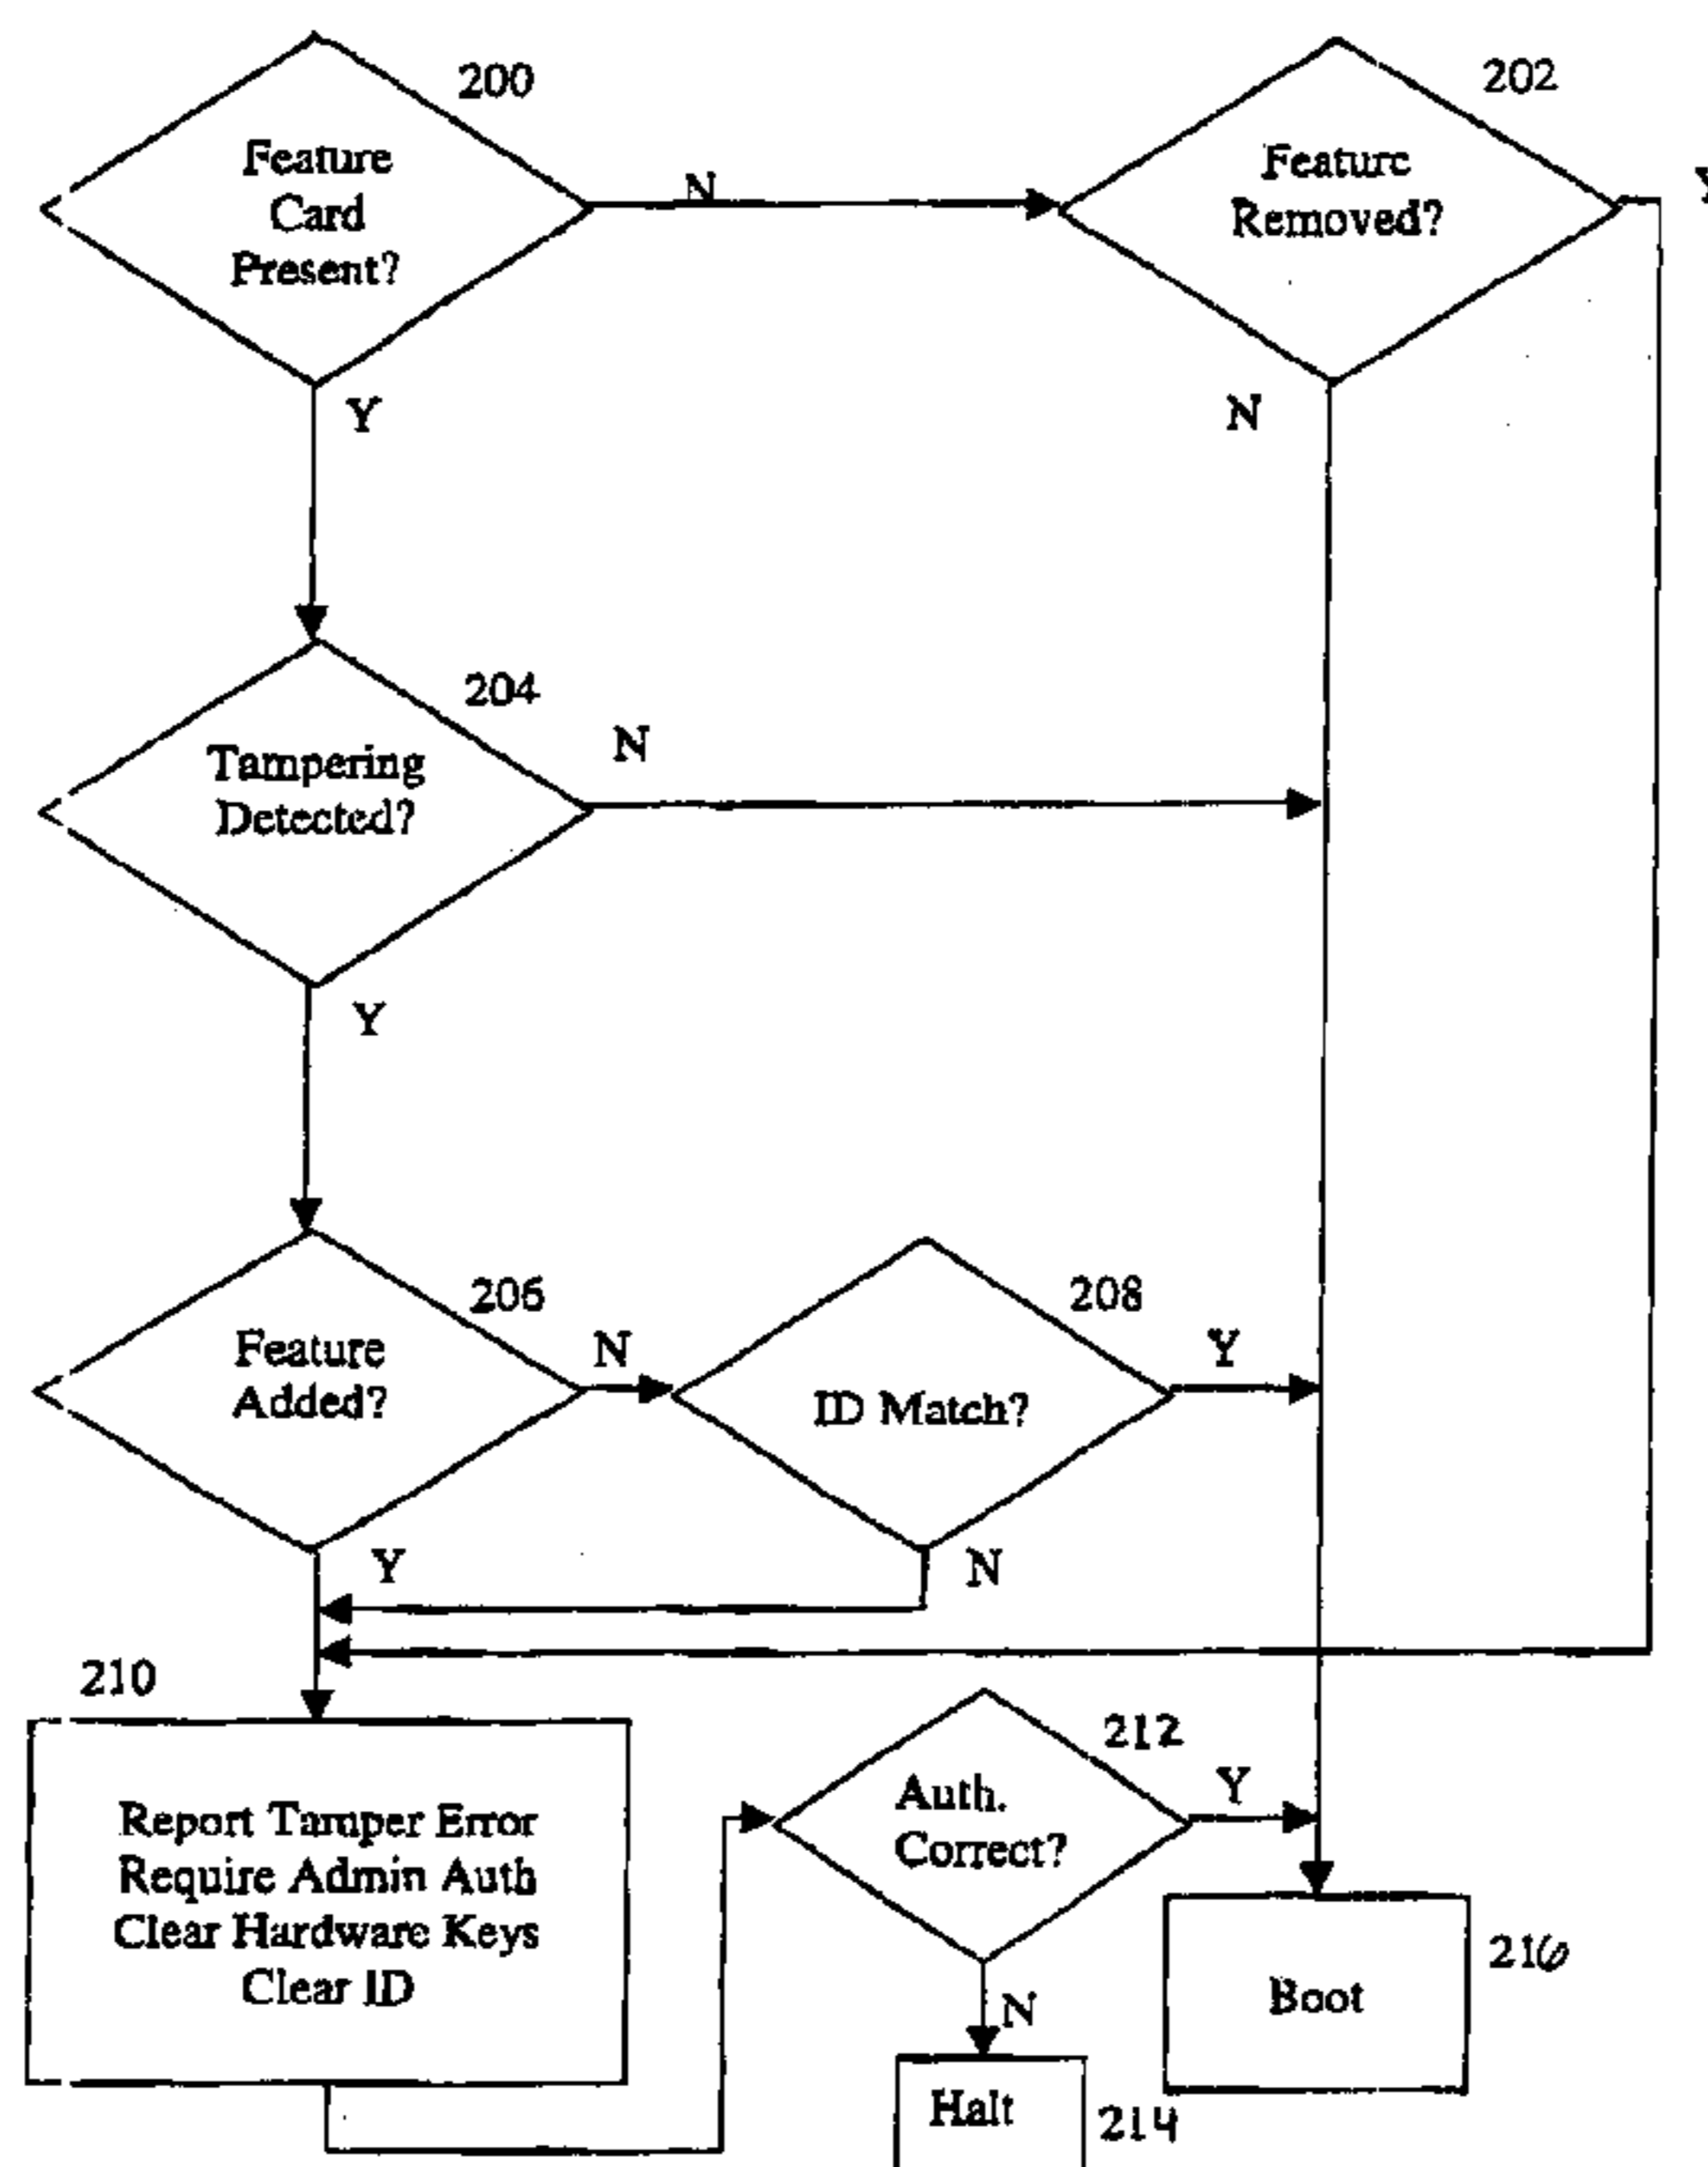 200
Feature
Card
Present?
N
202
Feature
Removed?
Y
Y
N
204
Tampering
Detected?
N
Y
206
Feature
Added?
N
208
ID Match?
Y
Y
N
210
Report Tamper Error
Require Admin Auth
Clear Hardware Keys
Clear ID
212
Auth.
Correct?
Y
N
216
Boot
Halt
214